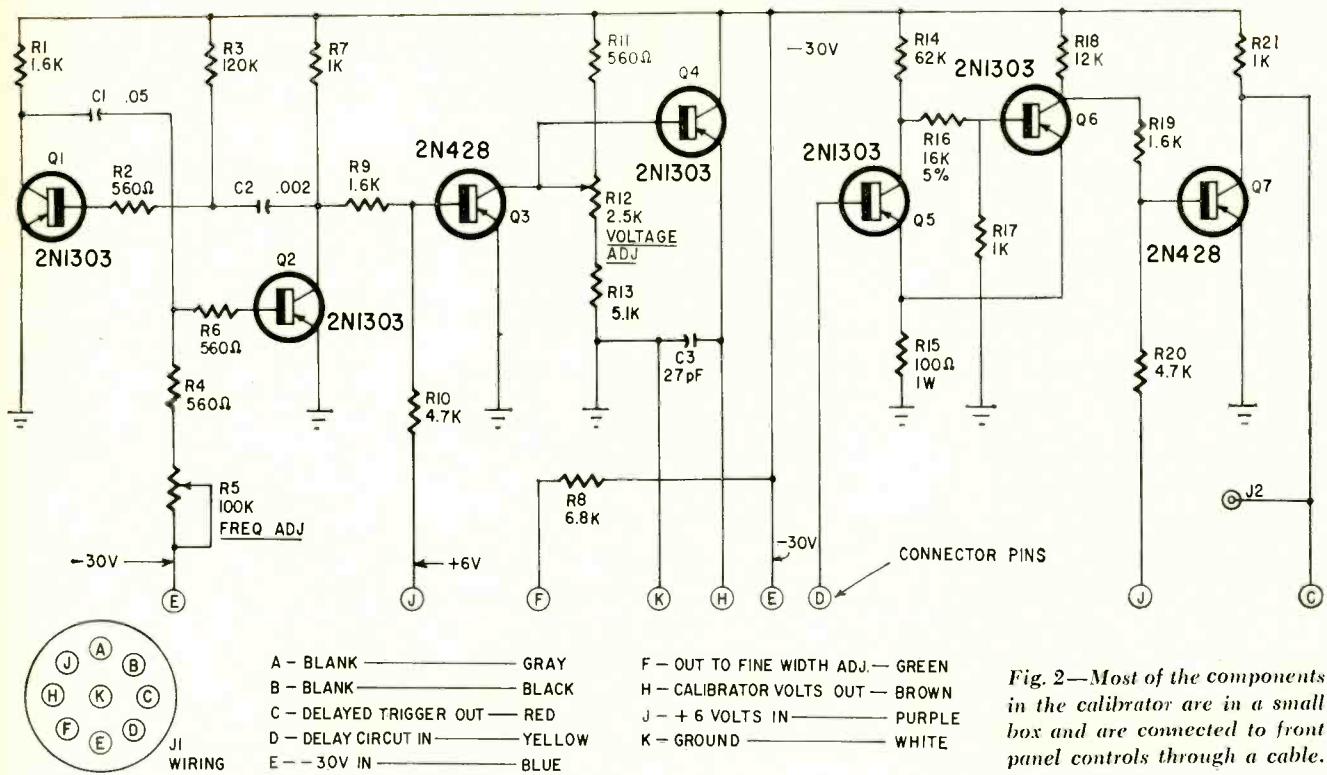 R1
1.6K
C1 .05
R3
120K
R7
1K
R11
560Ω
Q4
2N1303
-30V
R14
62K
R18
12K
R21
1K
2N1303
Q6
Q1
R2
560Ω
2N1303
C2 .002
R9
1.6K
2N428
Q3
R12
2.5K
VOLTAGE
ADJ
2N1303
Q5
R16
16K
5%
R17
1K
R19
1.6K
Q7
2N428
Q2
2N1303
R6
560Ω
R13
5.1K
C3
27pF
R15
100Ω
1W
R4
560Ω
R10
4.7K
R20
4.7K
R5
100K
FREQ ADJ
R8
6.8K
J2
-30V
+6V
-30V
CONNECTOR PINS
E
J
F
K
H
E
D
J
C
A
J
B
H
K
C
F
D
E
J1
WIRING
A - BLANK GRAY
B - BLANK BLACK
C - DELAYED TRIGGER OUT RED
D - DELAY CIRCUT IN YELLOW
E - -30V IN BLUE
F - OUT TO FINE WIDTH ADJ. GREEN
H - CALIBRATOR VOLTS OUT BROWN
J - +6 VOLTS IN PURPLE
K - GROUND WHITE
Fig. 2—Most of the components
in the calibrator are in a small
box and are connected to front
panel controls through a cable.